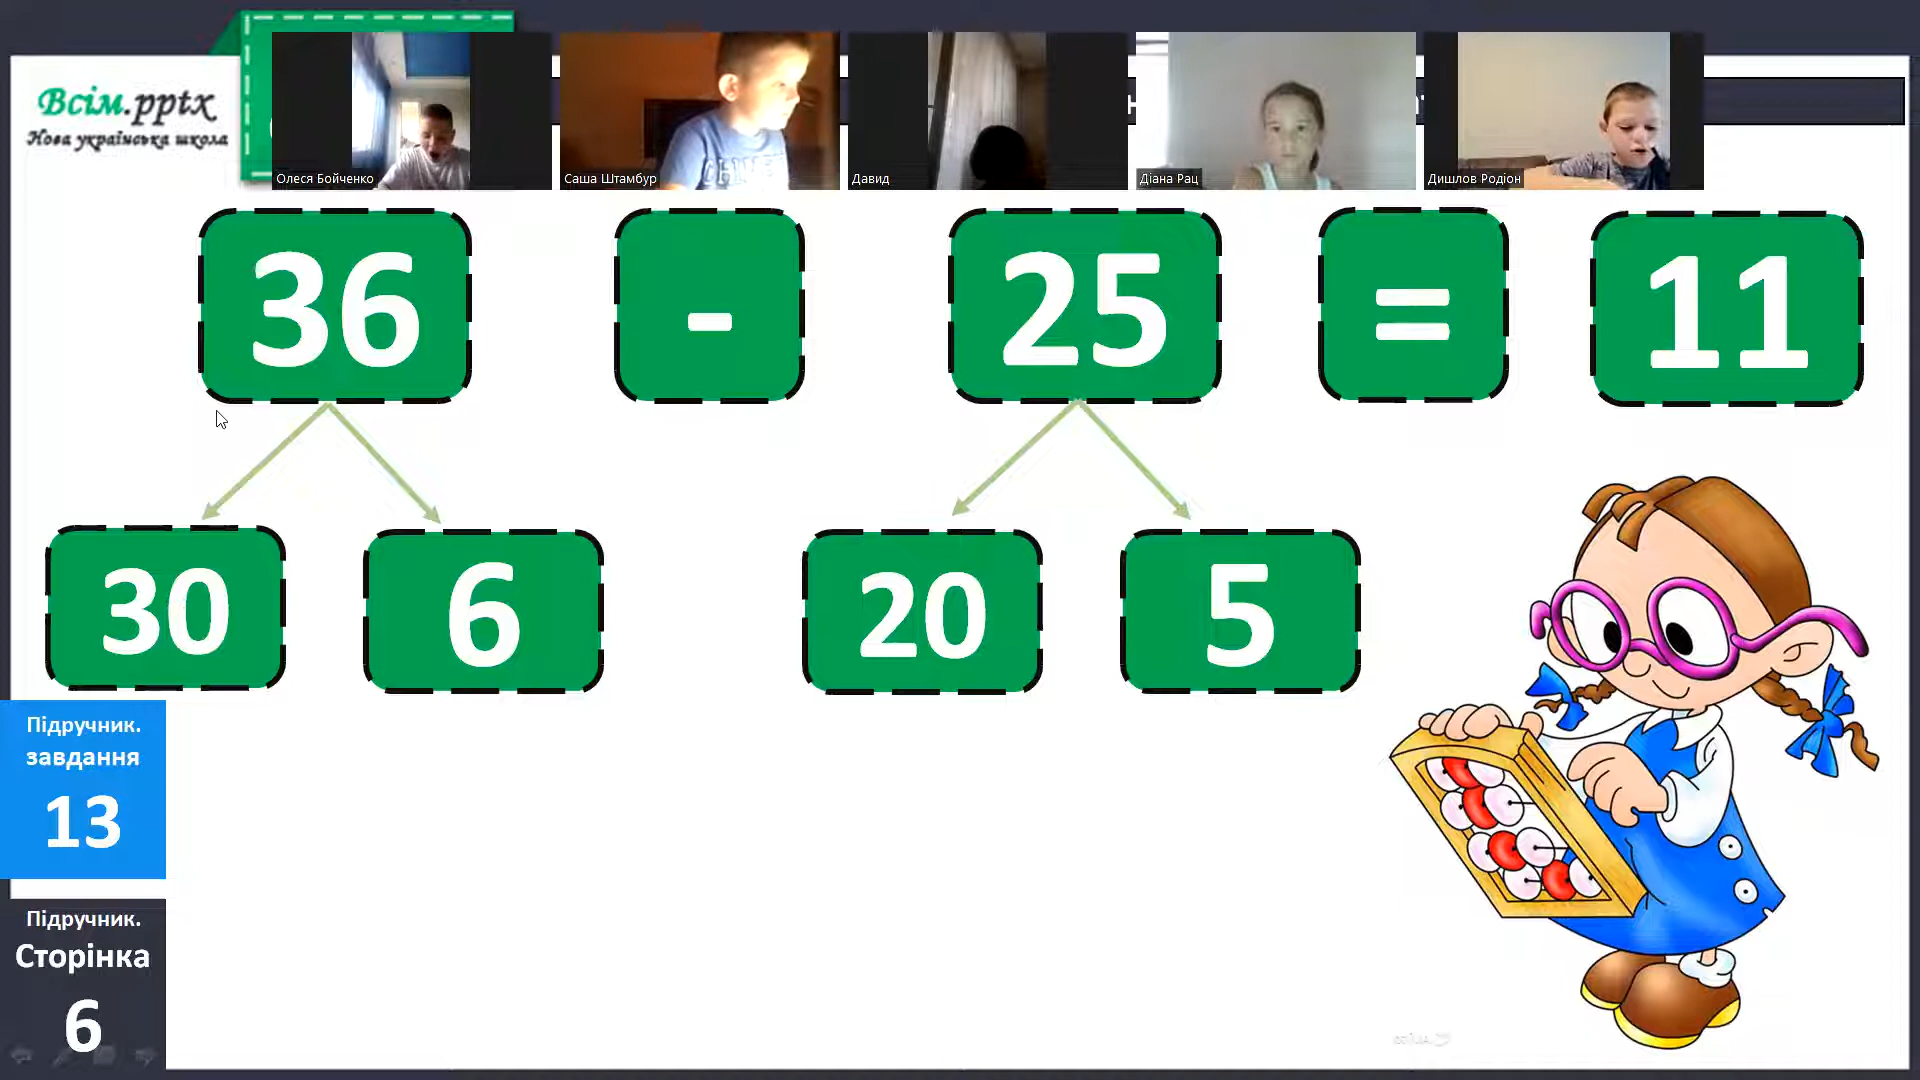 Всім.pptx
Нова українська школа
Олеся Бойченко
Саша Штамбур
Давид
Діана Рац
Дишлов Родіон
36 - 25 = 11
30 6 20 5
Підручник.
завдання
13
Підручник.
Сторінка
6